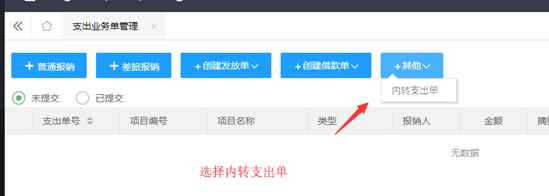 支出业务单管理
普通报销 差旅报销 创建发放单 创建借款单 其他
内转支出单
未提交 已提交
支出单号 项目编号 项目名称 类型 报销人 金额 摘要
无数据
选择内转支出单